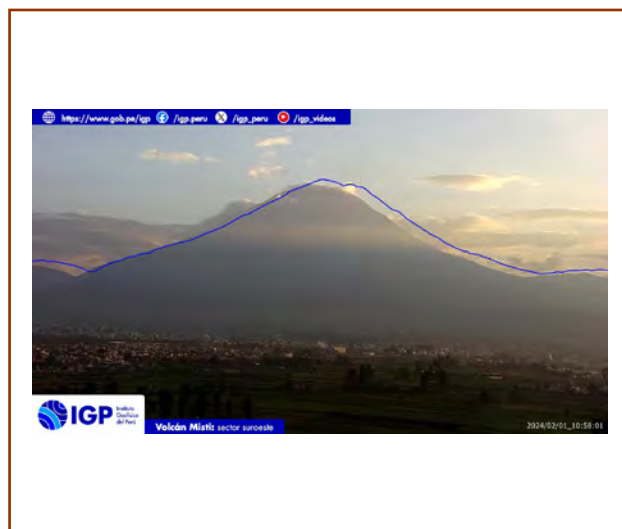 https://www.gob.pe/igp /igp.peru /igp_peru /igp_videos
IGP Instituto
Geofísico
del Perú
Volcán Misti: sector suroeste
2024/02/01_10:58:01